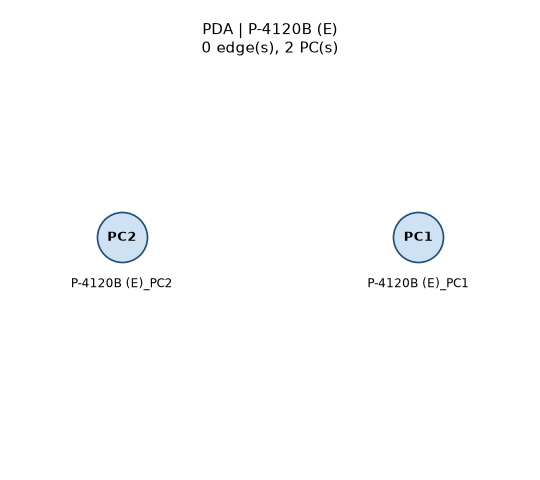 PDA | P-4120B (E)
0 edge(s), 2 PC(s)
PC2
PC1
P-4120B (E)_PC2
P-4120B (E)_PC1